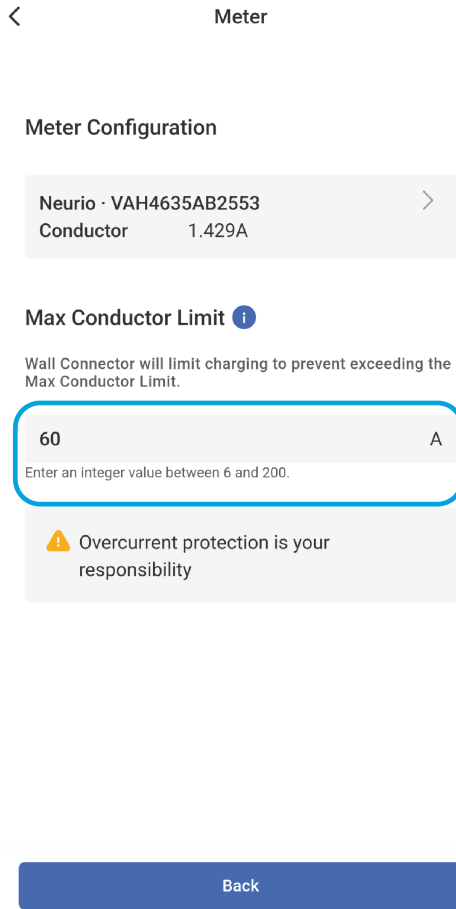 Meter
Meter Configuration
Neurio · VAH4635AB2553
Conductor 1.429A
Max Conductor Limit i
Wall Connector will limit charging to prevent exceeding the
Max Conductor Limit.
60 A
Enter an integer value between 6 and 200.
Overcurrent protection is your
responsibility
Back